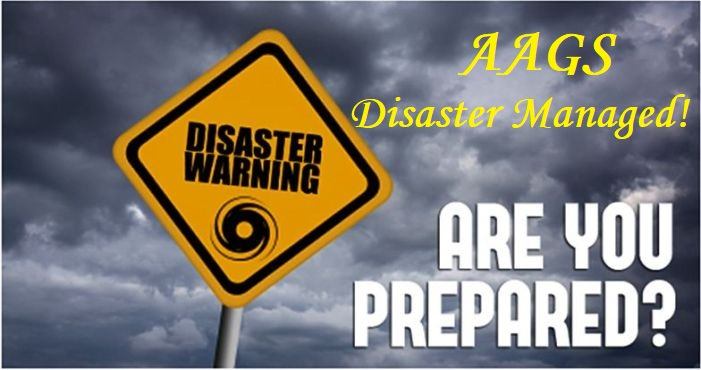 AAGS
Disaster Managed!
DISASTER
WARNING
ARE YOU
PREPARED?